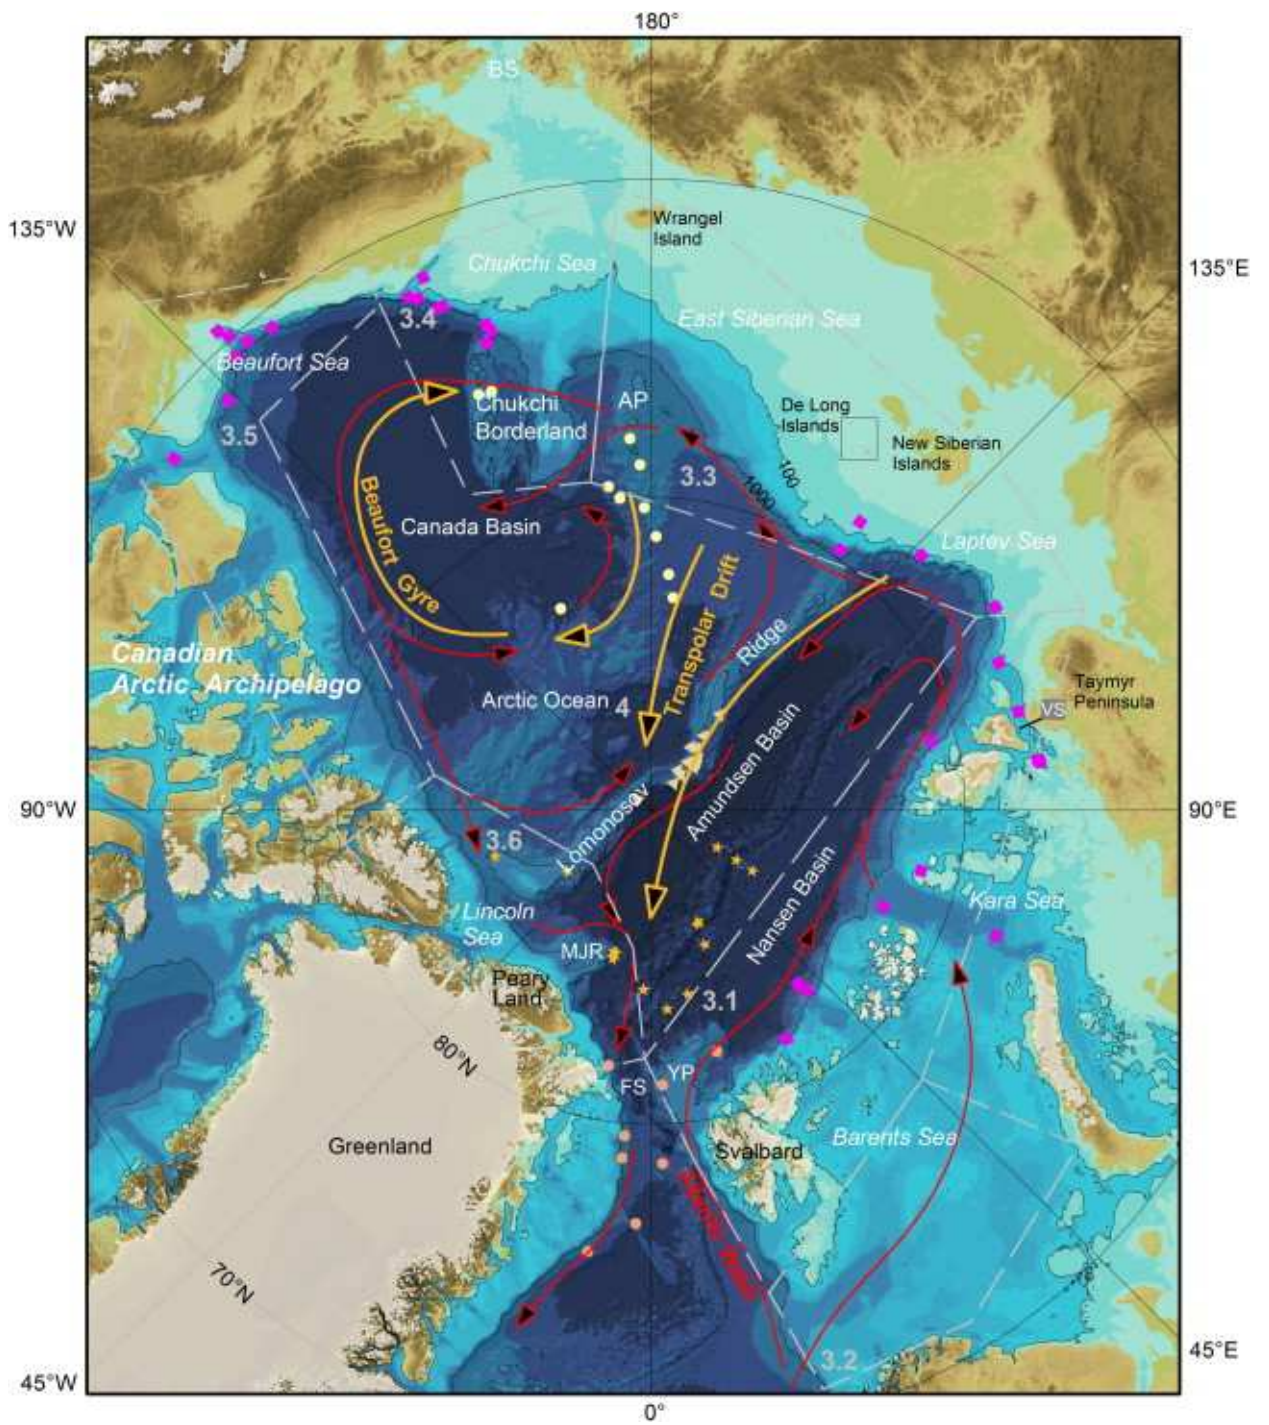 180°
BS
135°W
Wrangel
Island
135°E
Chukchi Sea
3.4
East Siberian Sea
Beaufort Sea
AP
Chukchi
Borderland
De Long
Islands
3.5
New Siberian
Islands
3.3
100
1000
Beaufort Gyre
Canada Basin
Laptev Sea
Transpolar Drift
Ridge
Canadian
Arctic Archipelago
Arctic Ocean
4
Taymyr
Peninsula
VS
Amundsen Basin
90°W
90°E
Lomonosov
3.6
Nansen Basin
Kara Sea
Lincoln
Sea
MJR
Peary
Land
3.1
80°N
FS
YP
Greenland
Svalbard
Barents Sea
70°N
3.2
45°W
45°E
0°